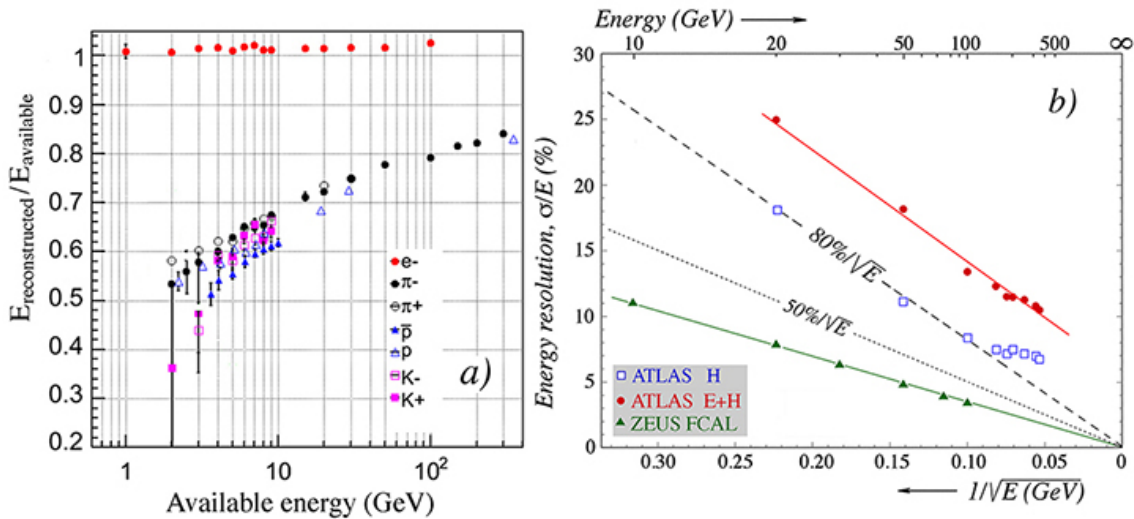 E reconstructed / E available
1
0.9
0.8
0.7
0.6
0.5
0.4
0.3
0.2
e-
π-
π+
p̅
p
K-
K+
a)
1
10
10²
Available energy (GeV)
Energy (GeV)
10
20
50
100
500
∞
b)
Energy resolution, σ/E (%)
30
25
20
15
10
5
0
80%/√E
50%/√E
ATLAS H
ATLAS E+H
ZEUS FCAL
0.30
0.25
0.20
0.15
0.10
0.05
0
1/√E (GeV)